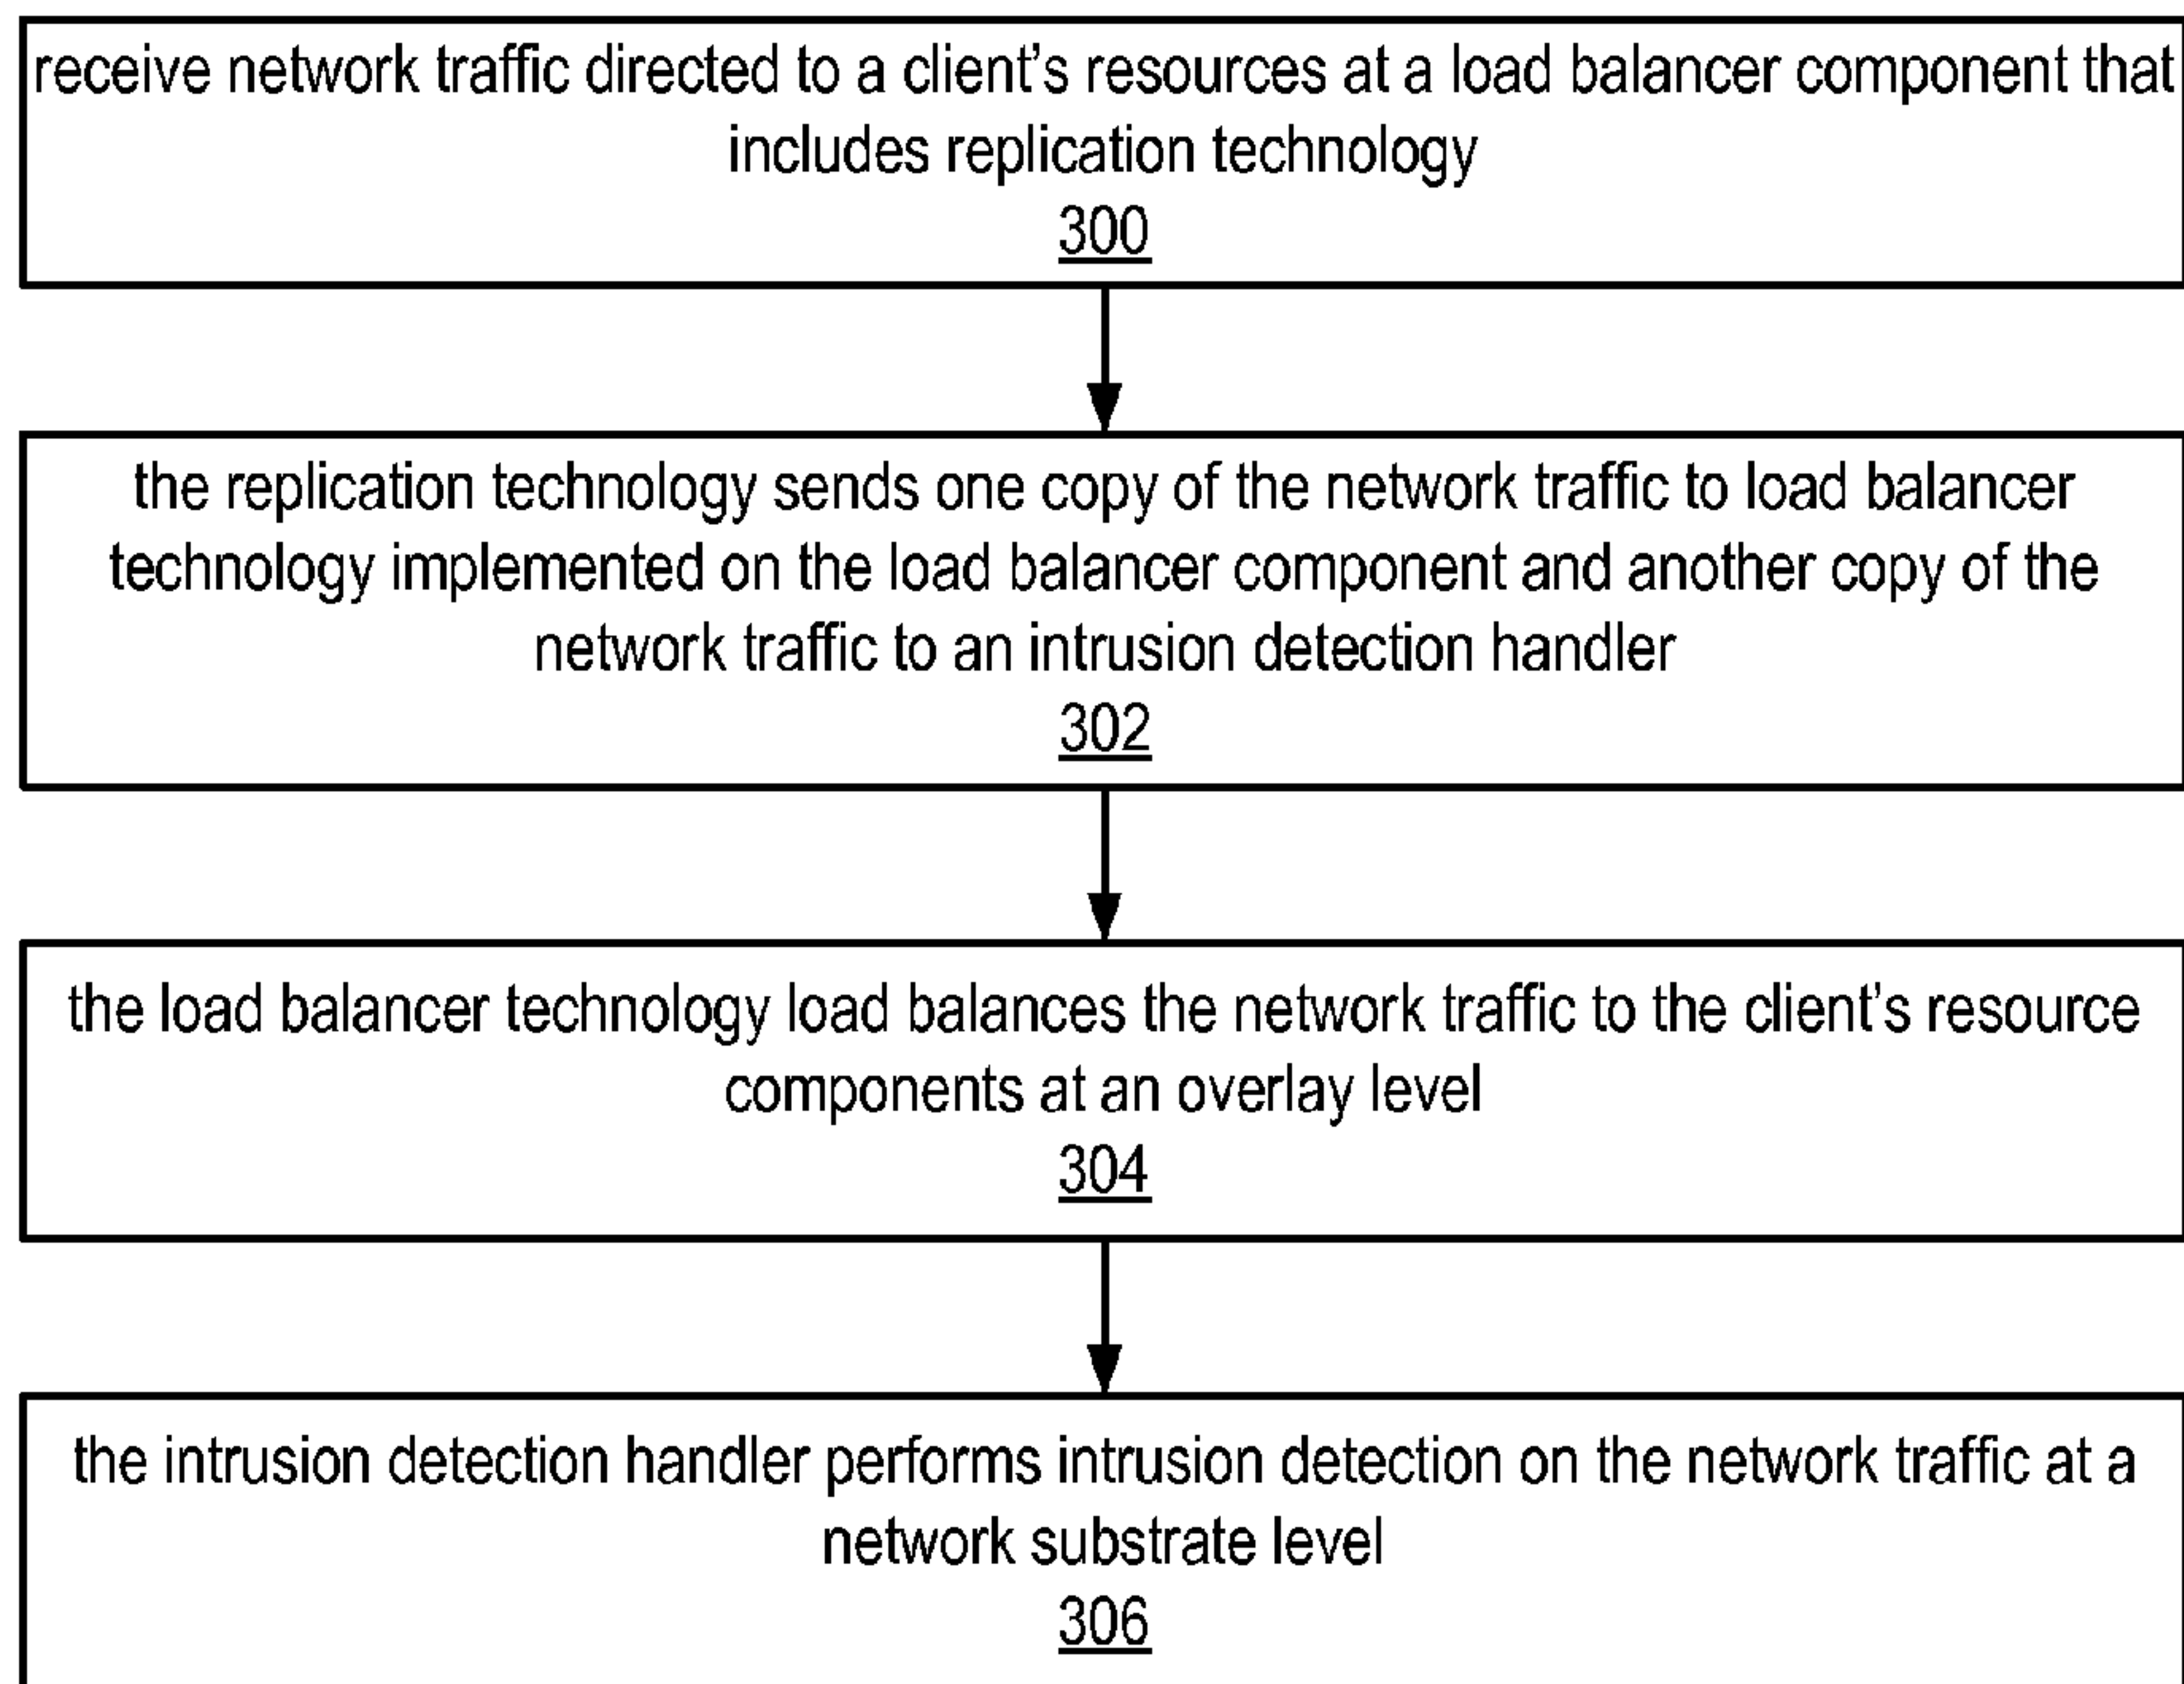 receive network traffic directed to a client's resources at a load balancer component that
includes replication technology
300
the replication technology sends one copy of the network traffic to load balancer
technology implemented on the load balancer component and another copy of the
network traffic to an intrusion detection handler
302
the load balancer technology load balances the network traffic to the client's resource
components at an overlay level
304
the intrusion detection handler performs intrusion detection on the network traffic at a
network substrate level
306